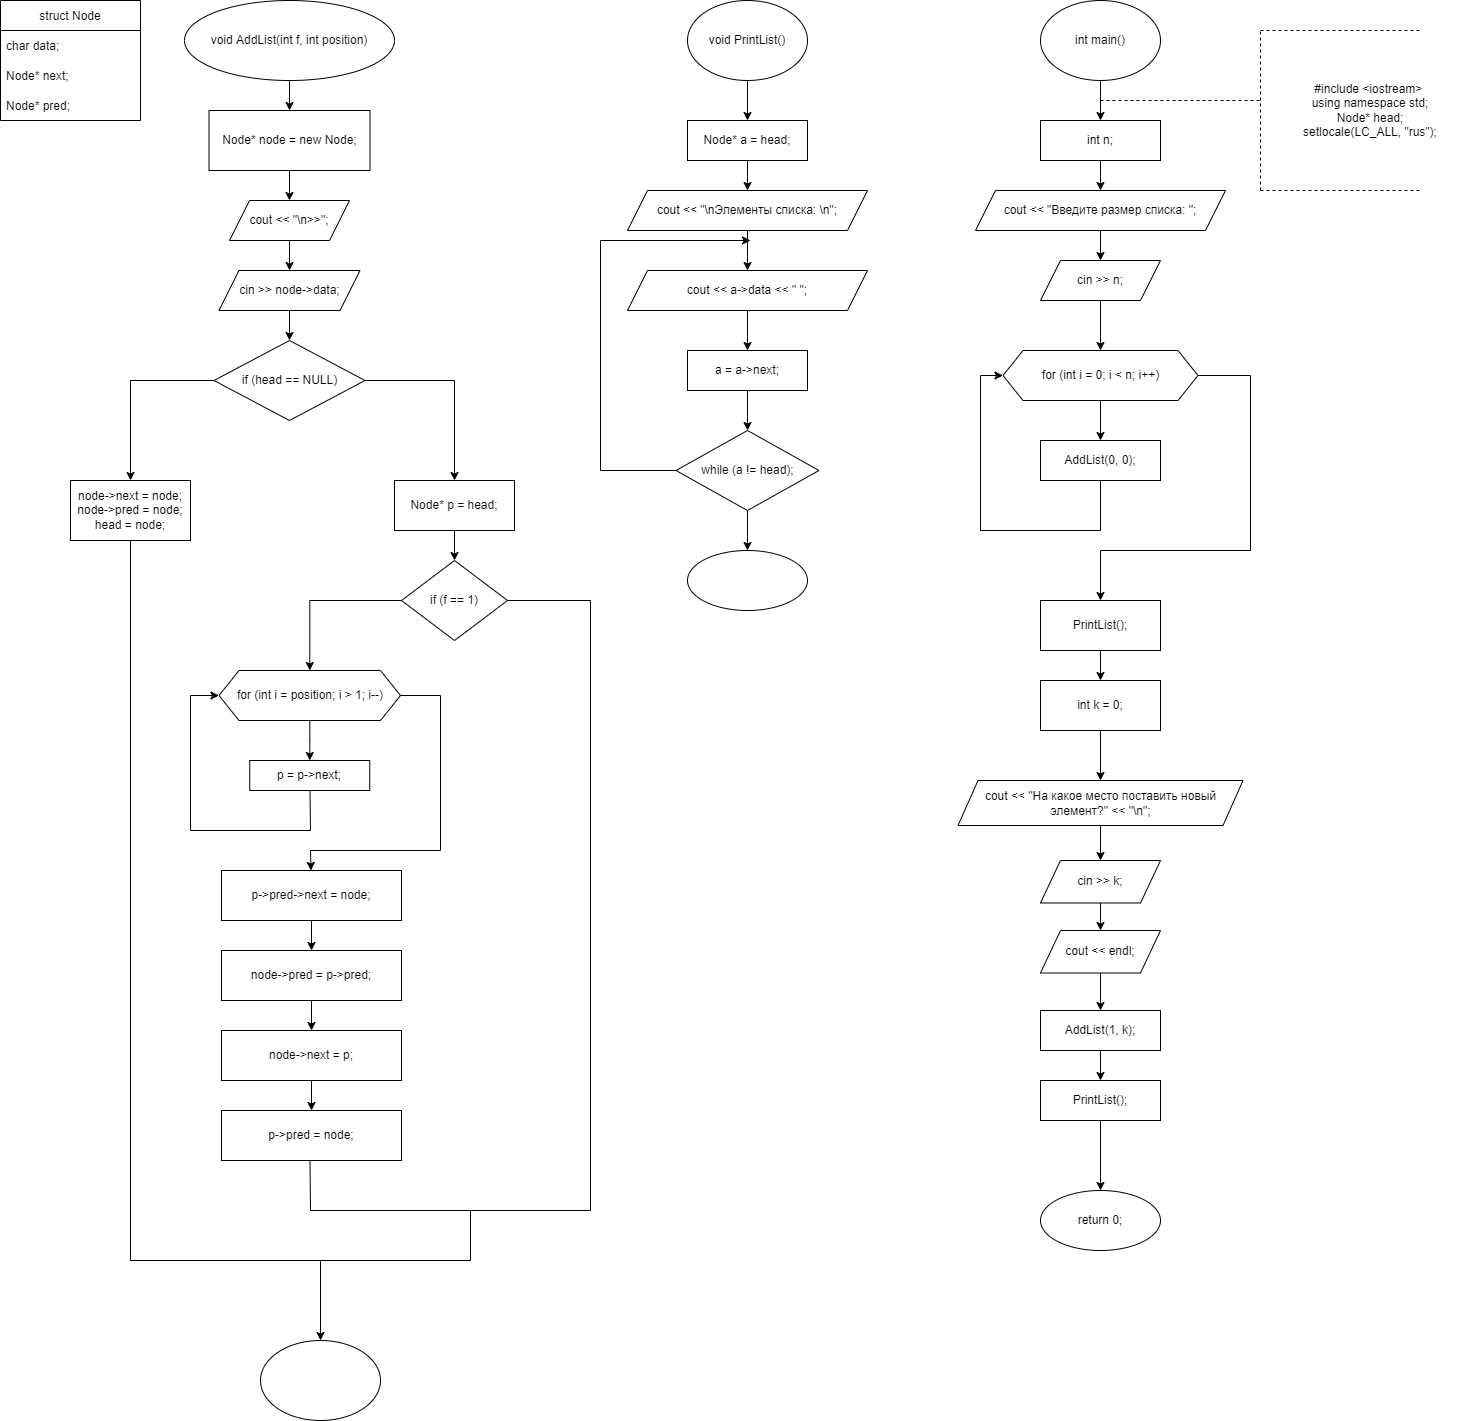 struct Node
char data;
Node* next;
Node* pred;
void AddList(int f, int position)
Node* node = new Node;
cout << "\n>>";
cin >> node->data;
if (head == NULL)
node->next = node;
node->pred = node;
head = node;
Node* p = head;
if (f == 1)
for (int i = position; i > 1; i--)
p = p->next;
p->pred->next = node;
node->pred = p->pred;
node->next = p;
p->pred = node;
void PrintList()
Node* a = head;
cout << "\nЭлементы списка: \n";
cout << a->data << " ";
a = a->next;
while (a != head);
int main()
#include <iostream>
using namespace std;
Node* head;
setlocale(LC_ALL, "rus");
int n;
cout << "Введите размер списка: ";
cin >> n;
for (int i = 0; i < n; i++)
AddList(0, 0);
PrintList();
int k = 0;
cout << "На какое место поставить новый
элемент?" << "\n";
cin >> k;
cout << endl;
AddList(1, k);
PrintList();
return 0;